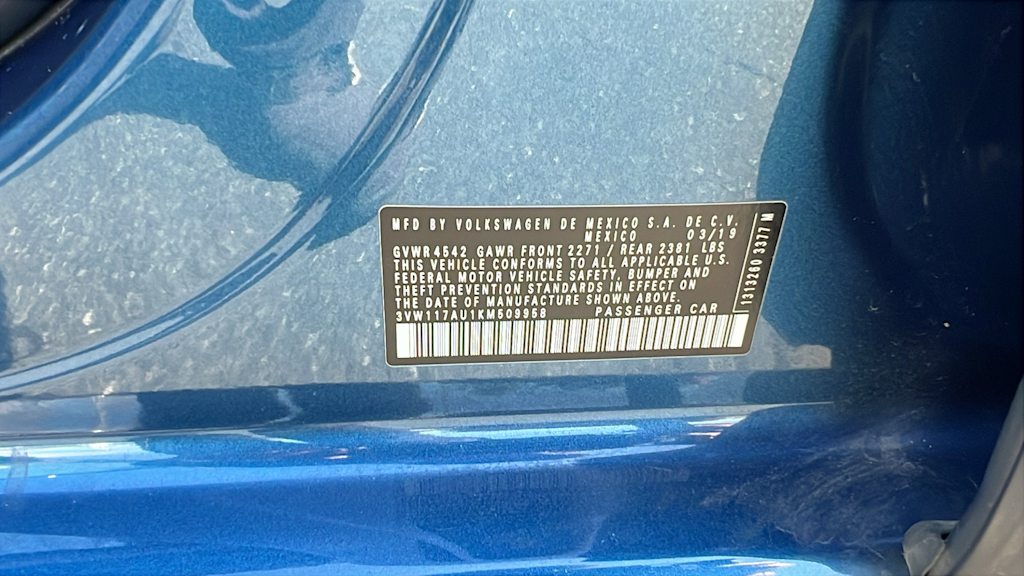 MFD BY VOLKSWAGEN DE MEXICO S.A. DE C.V.
MEXICO 03/19
GVWR 4542 GAWR FRONT 2271 / REAR 2381 LBS
THIS VEHICLE CONFORMS TO ALL APPLICABLE U.S.
FEDERAL MOTOR VEHICLE SAFETY, BUMPER AND
THEFT PREVENTION STANDARDS IN EFFECT ON
THE DATE OF MANUFACTURE SHOWN ABOVE.
3VW117AU1KM509958 PASSENGER CAR
1313260 3377 M